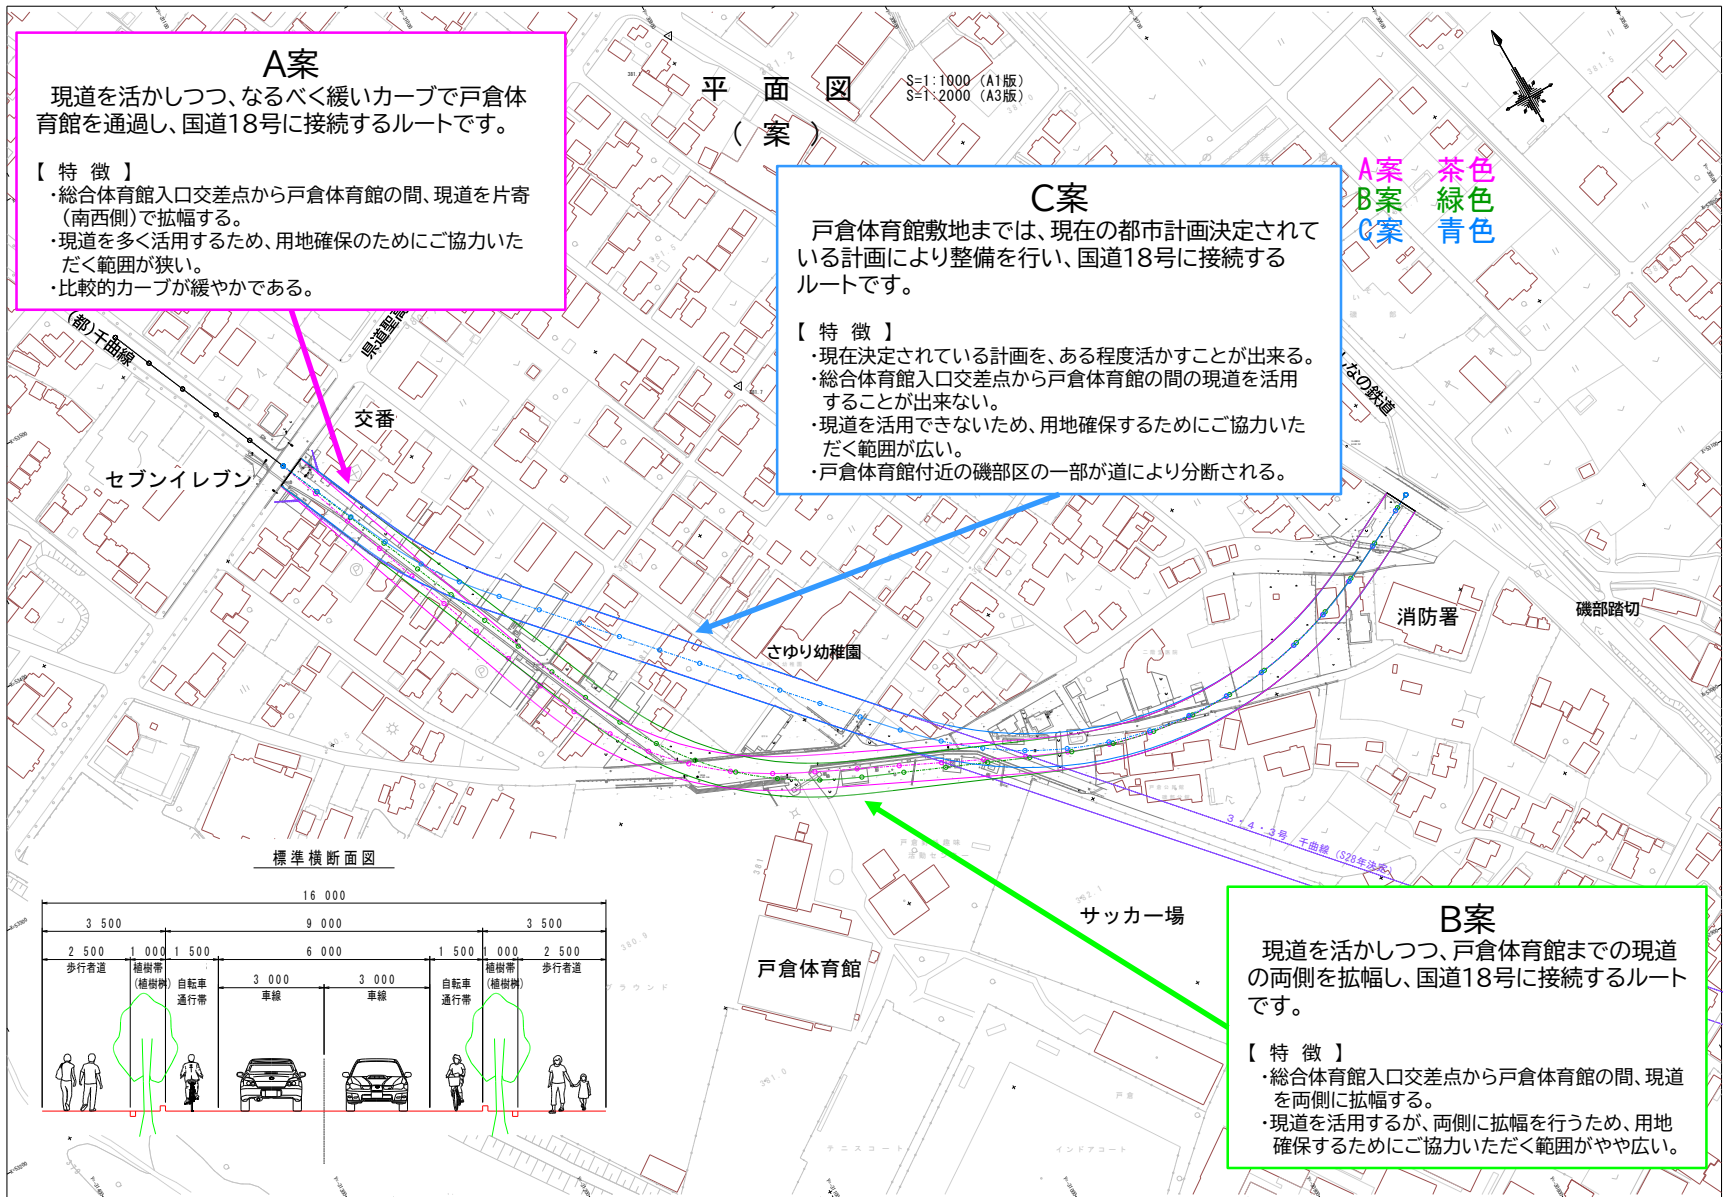 A案
現道を活かしつつ、なるべく緩いカーブで戸倉体
育館を通過し、国道18号に接続するルートです。
【 特 徴 】
・総合体育館入口交差点から戸倉体育館の間、現道を片寄
(南西側)で拡幅する。
・現道を多く活用するため、用地確保のためにご協力いた
だく範囲が狭い。
・比較的カーブが緩やかである。
平 面 図
( 案 )
S=1:1000 (A1版)
S=1:2000 (A3版)
A案 茶色
B案 緑色
C案 青色
C案
戸倉体育館敷地までは、現在の都市計画決定されて
いる計画により整備を行い、国道18号に接続する
ルートです。
【 特 徴 】
・現在決定されている計画を、ある程度活かすことが出来る。
・総合体育館入口交差点から戸倉体育館の間の現道を活用
することが出来ない。
・現道を活用できないため、用地確保するためにご協力いた
だく範囲が広い。
・戸倉体育館付近の磯部区の一部が道により分断される。
(都)千曲線
県道聖高
交番
セブンイレブン
しなの鉄道
消防署
磯部踏切
さゆり幼稚園
3・4・3号 千曲線 (S28年決定)
サッカー場
戸倉体育館
グラウンド
テニスコート
インドアコート
戸倉
標準横断面図
16 000
3 500 9 000 3 500
2 500 1 000 1 500 6 000 1 500 1 000 2 500
歩行者道 植樹帯 (植樹桝) 自転車 通行帯 3 000 車線 3 000 車線 自転車 通行帯 植樹帯 (植樹桝) 歩行者道
B案
現道を活かしつつ、戸倉体育館までの現道
の両側を拡幅し、国道18号に接続するルート
です。
【 特 徴 】
・総合体育館入口交差点から戸倉体育館の間、現道
を両側に拡幅する。
・現道を活用するが、両側に拡幅を行うため、用地
確保するためにご協力いただく範囲がやや広い。